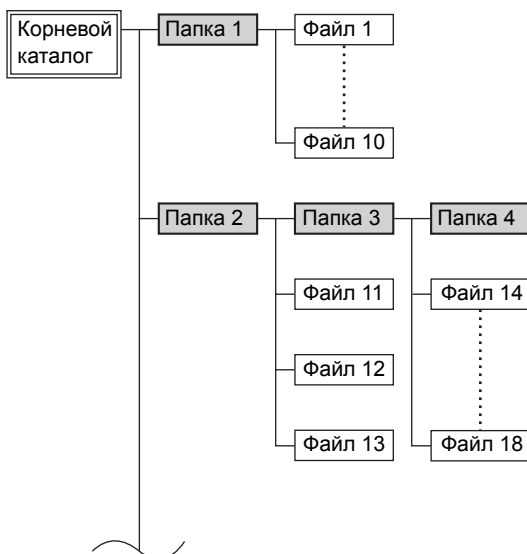 Корневой
каталог
Папка 1
Файл 1
Файл 10
Папка 2
Папка 3
Папка 4
Файл 11
Файл 14
Файл 12
Файл 13
Файл 18